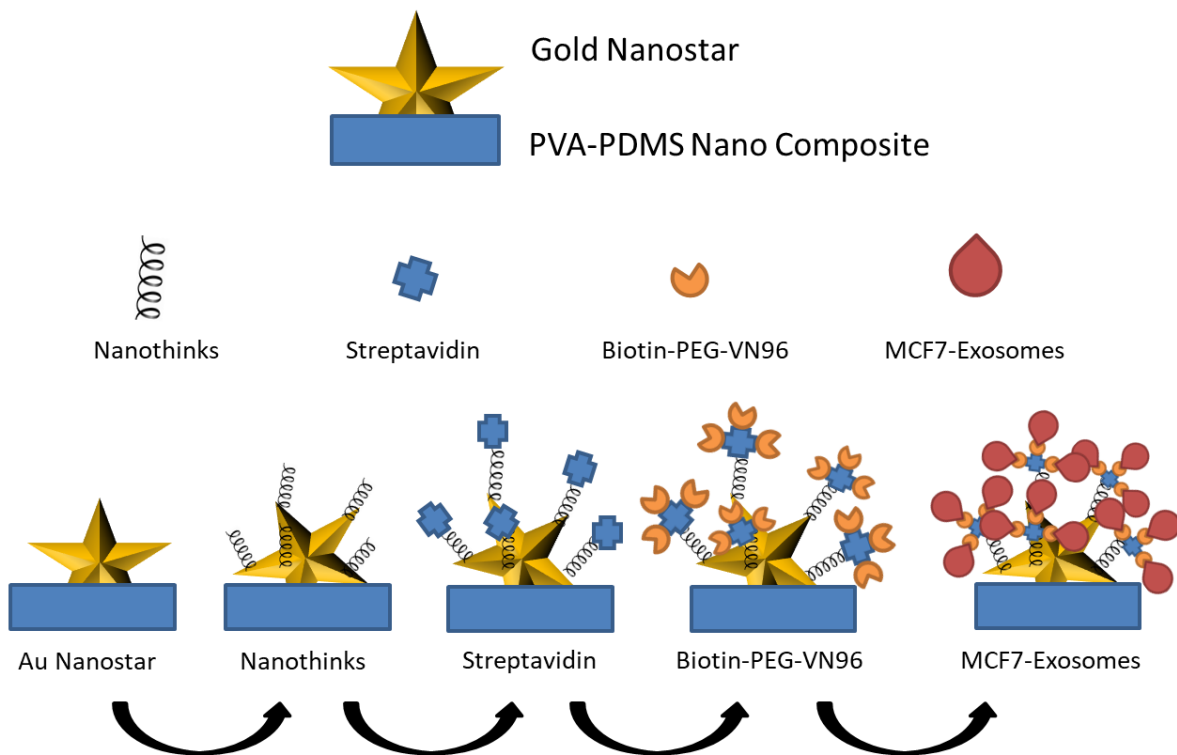 Gold Nanostar
PVA-PDMS Nano Composite
Nanothinks
Streptavidin
Biotin-PEG-VN96
MCF7-Exosomes
Au Nanostar
Nanothinks
Streptavidin
Biotin-PEG-VN96
MCF7-Exosomes